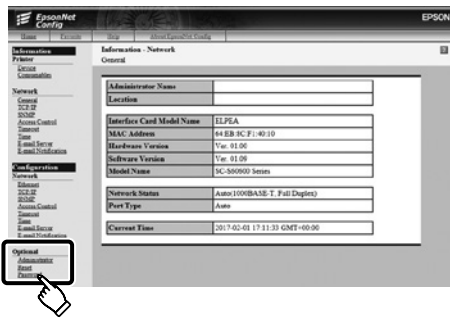 EpsonNet
Config
EPSON
Home
Favorite
Help
About EpsonNet Config
Information
Printer
Device
Consumables
Network
General
TCP/IP
SNMP
Access Control
Timeout
Time
E-mail Server
E-mail Notification
Configuration
Network
Ethernet
TCP/IP
SNMP
Access Control
Timeout
Time
E-mail Server
E-mail Notification
Optional
Administrator
Reset
Password
Information - Network
?
General
Administrator Name
Location
Interface Card Model Name ELPEA
MAC Address 64:EB:8C:F1:40:10
Hardware Version Ver. 01.00
Software Version Ver. 01.09
Model Name SC-S60600 Series
Network Status Auto(1000BASE-T, Full Duplex)
Port Type Auto
Current Time 2017-02-01 17:11:33 GMT+00:00